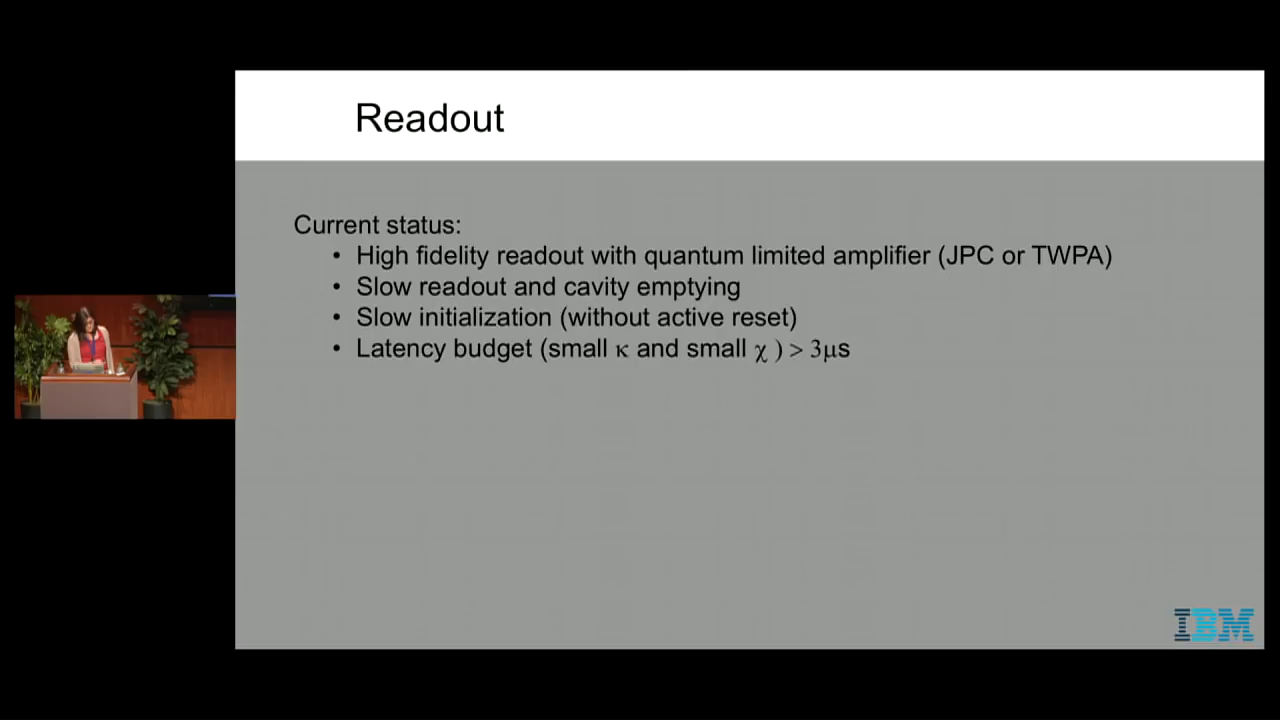 Readout
Current status:
• High fidelity readout with quantum limited amplifier (JPC or TWPA)
• Slow readout and cavity emptying
• Slow initialization (without active reset)
• Latency budget (small κ and small χ ) > 3μs
IBM